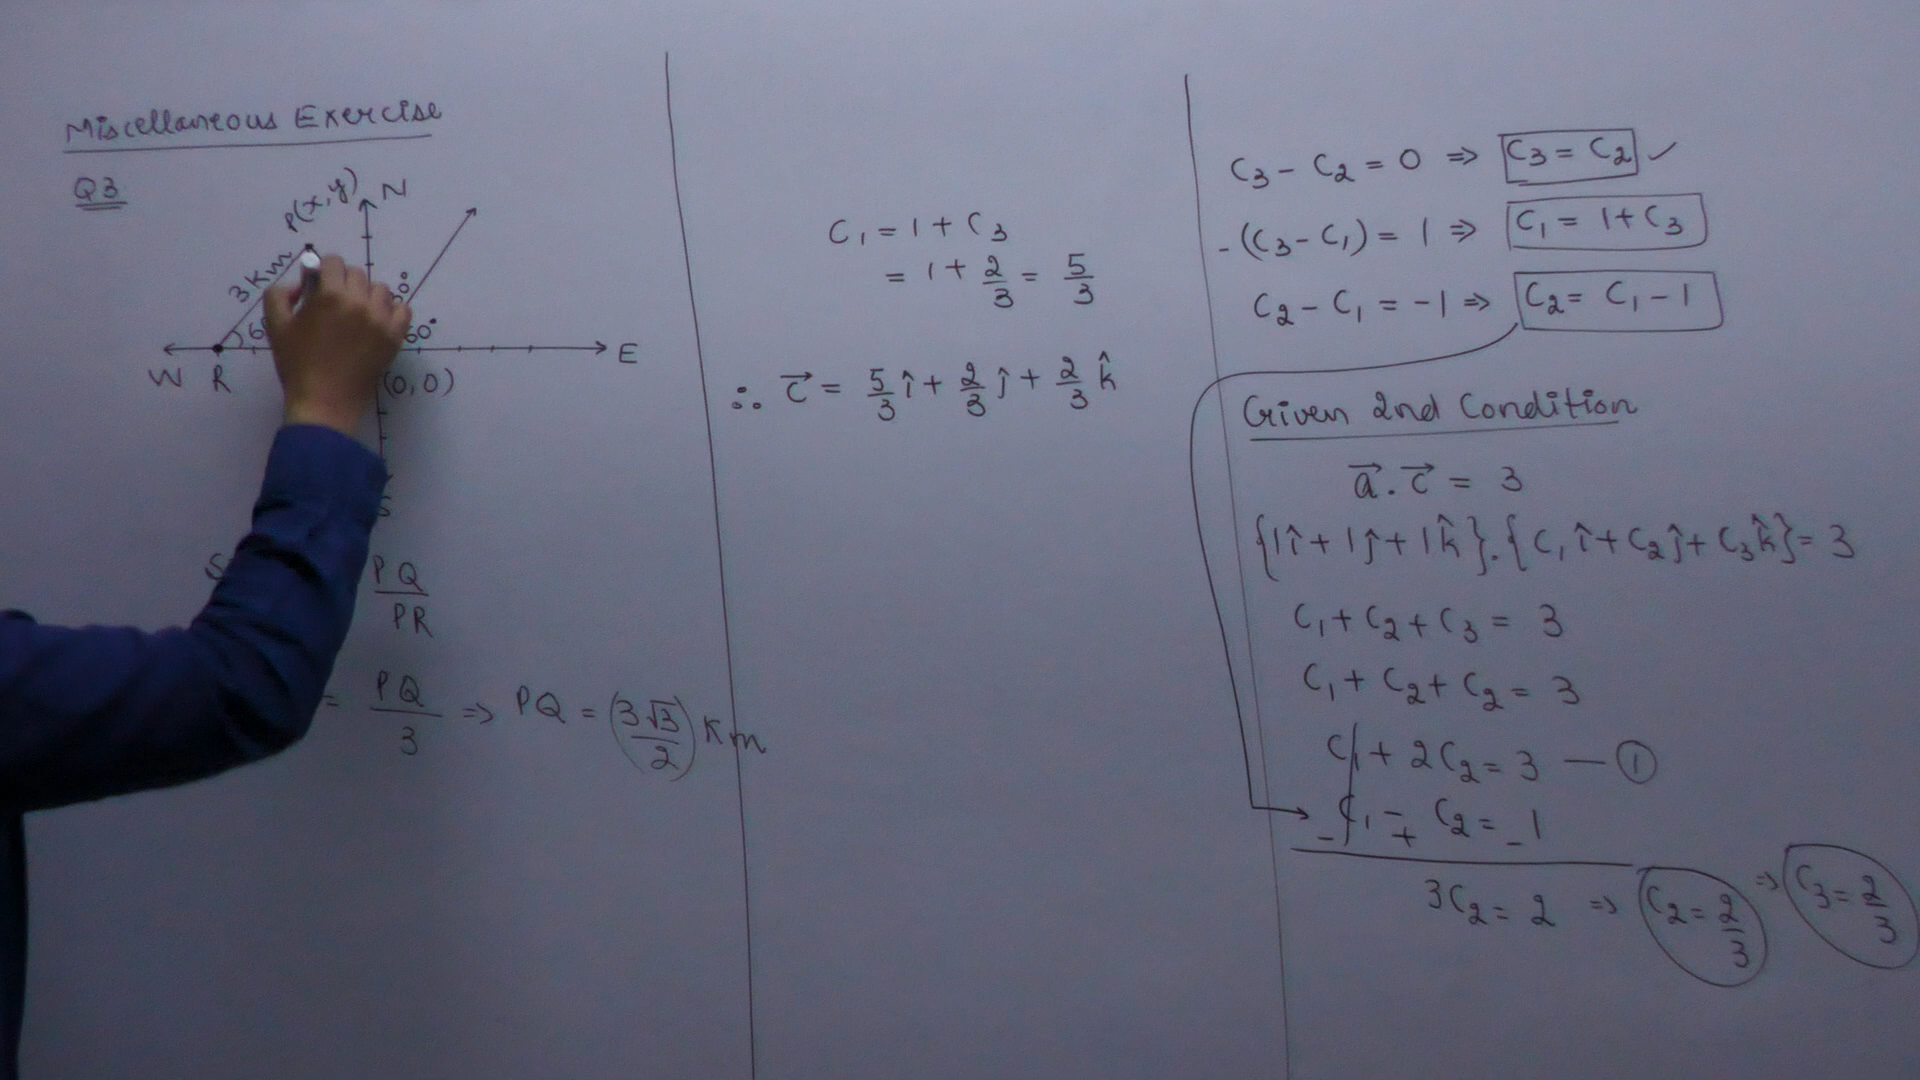 Miscellaneous Exercise
Q3
P(x,y)
N
3 Km
60°
W R (0,0) E
S
PQ/PR
= PQ/3 => PQ = (3√3/2) Km
C₁ = 1 + C₃
= 1 + 2/3 = 5/3
∴ c⃗ = 5/3 î + 2/3 ĵ + 2/3 k̂
C₃ - C₂ = 0 => C₃ = C₂ ✓
-(C₃ - C₁) = 1 => C₁ = 1 + C₃
C₂ - C₁ = -1 => C₂ = C₁ - 1
Given 2nd Condition
a⃗ . c⃗ = 3
{1î + 1ĵ + 1k̂}.{C₁î + C₂ĵ + C₃k̂} = 3
C₁ + C₂ + C₃ = 3
C₁ + C₂ + C₂ = 3
C₁ + 2C₂ = 3 — ①
C₁ - C₂ = 1
- + -
3C₂ = 2 => C₂ = 2/3 => C₃ = 2/3